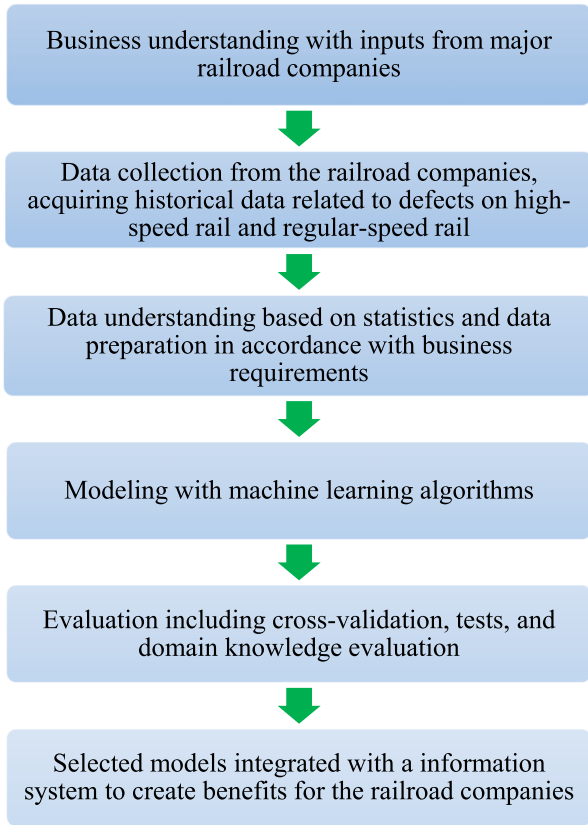 Business understanding with inputs from major
railroad companies
Data collection from the railroad companies,
acquiring historical data related to defects on high-
speed rail and regular-speed rail
Data understanding based on statistics and data
preparation in accordance with business
requirements
Modeling with machine learning algorithms
Evaluation including cross-validation, tests, and
domain knowledge evaluation
Selected models integrated with a information
system to create benefits for the railroad companies